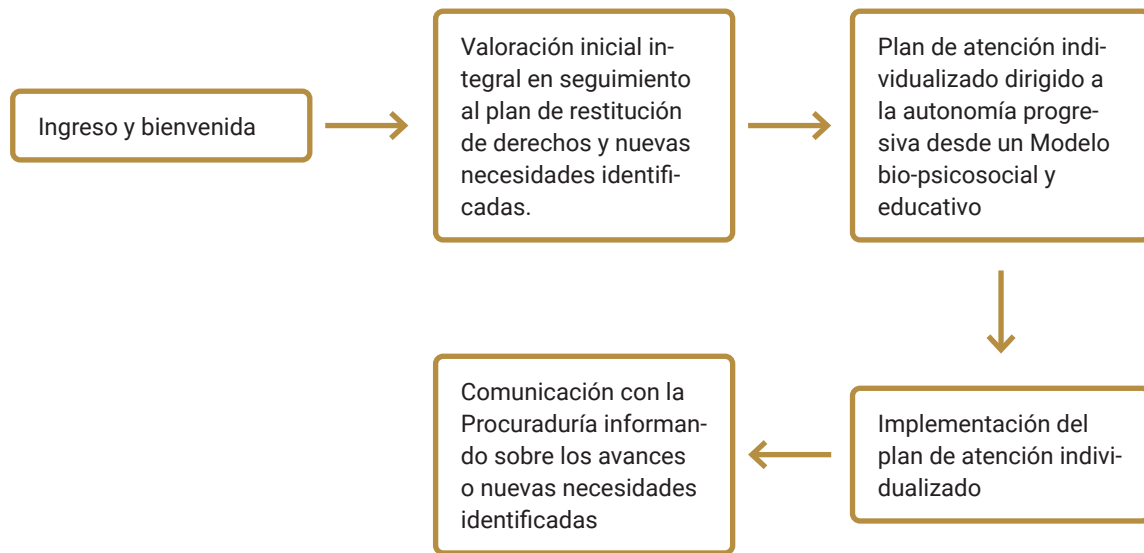 Ingreso y bienvenida
Valoración inicial in-
tegral en seguimiento
al plan de restitución
de derechos y nuevas
necesidades identifi-
cadas.
Plan de atención indi-
vidualizado dirigido a
la autonomía progre-
siva desde un Modelo
bio-psicosocial y
educativo
Implementación del
plan de atención indivi-
dualizado
Comunicación con la
Procuraduría informan-
do sobre los avances
o nuevas necesidades
identificadas